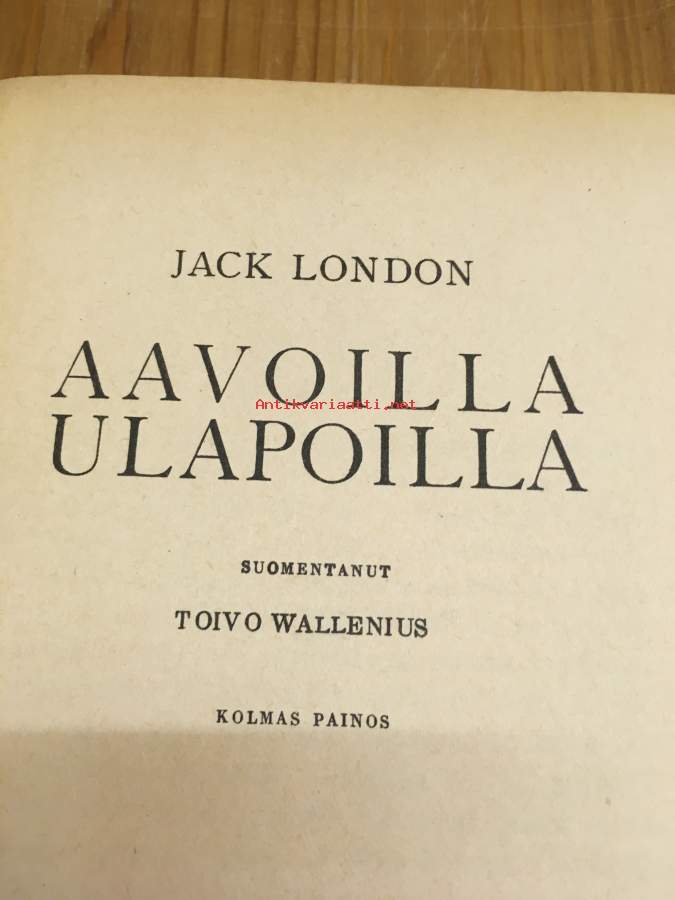 JACK LONDON
AAVOILLA
Antikvariaatti.net
ULAPOILLA
SUOMENTANUT
TOIVO WALLENIUS
KOLMAS PAINOS